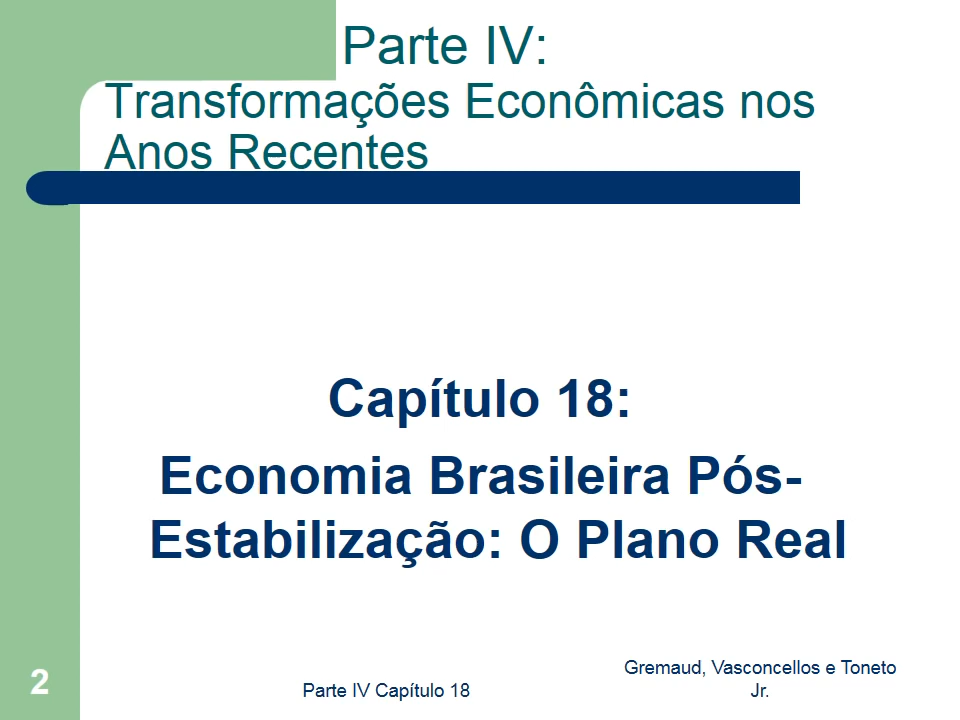 Parte IV:
Transformações Econômicas nos
Anos Recentes
Capítulo 18:
Economia Brasileira Pós-
Estabilização: O Plano Real
2
Parte IV Capítulo 18
Gremaud, Vasconcellos e Toneto
Jr.